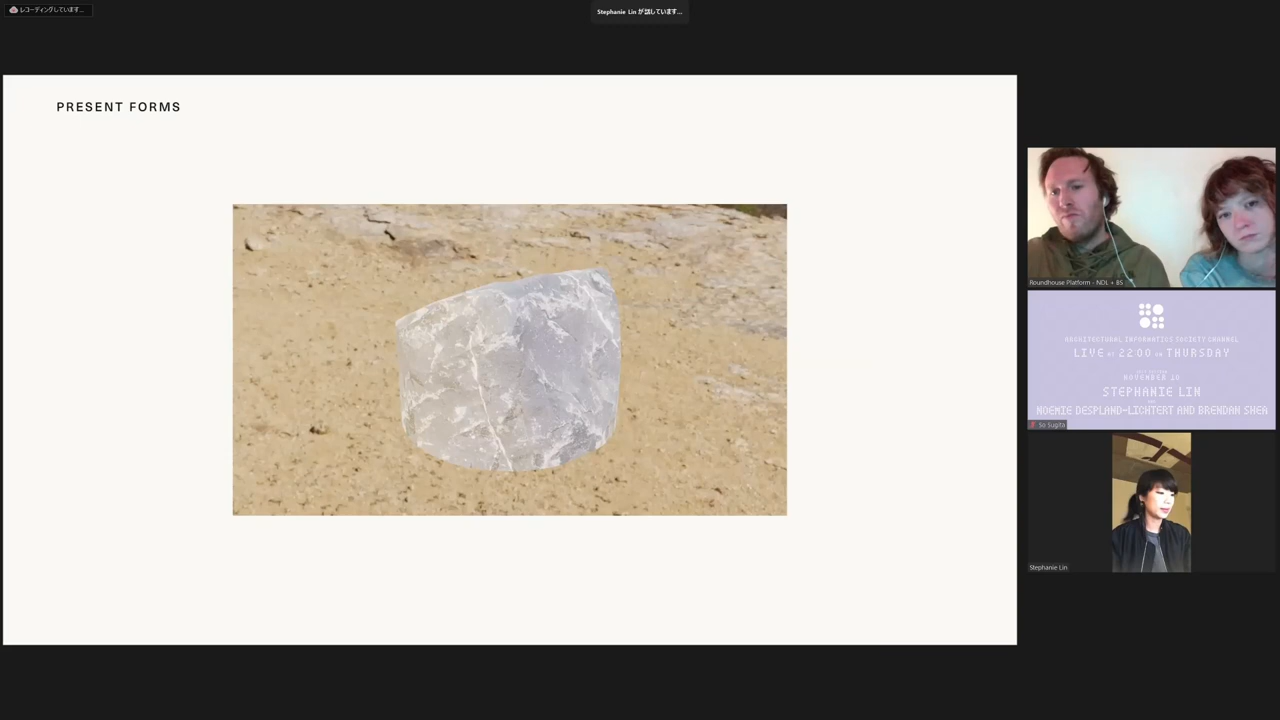 レコーディングしています...
Stephanie Lin が話しています...
PRESENT FORMS
Roundhouse Platform - NDL + BS
ARCHITECTURAL INFORMATICS SOCIETY CHANNEL
LIVE AT 22:00 ON THURSDAY
STEPHANIE LIN
NOEMIE DESPLAND-LICHTERT AND BRENDAN SHEA
So Sugita
Stephanie Lin